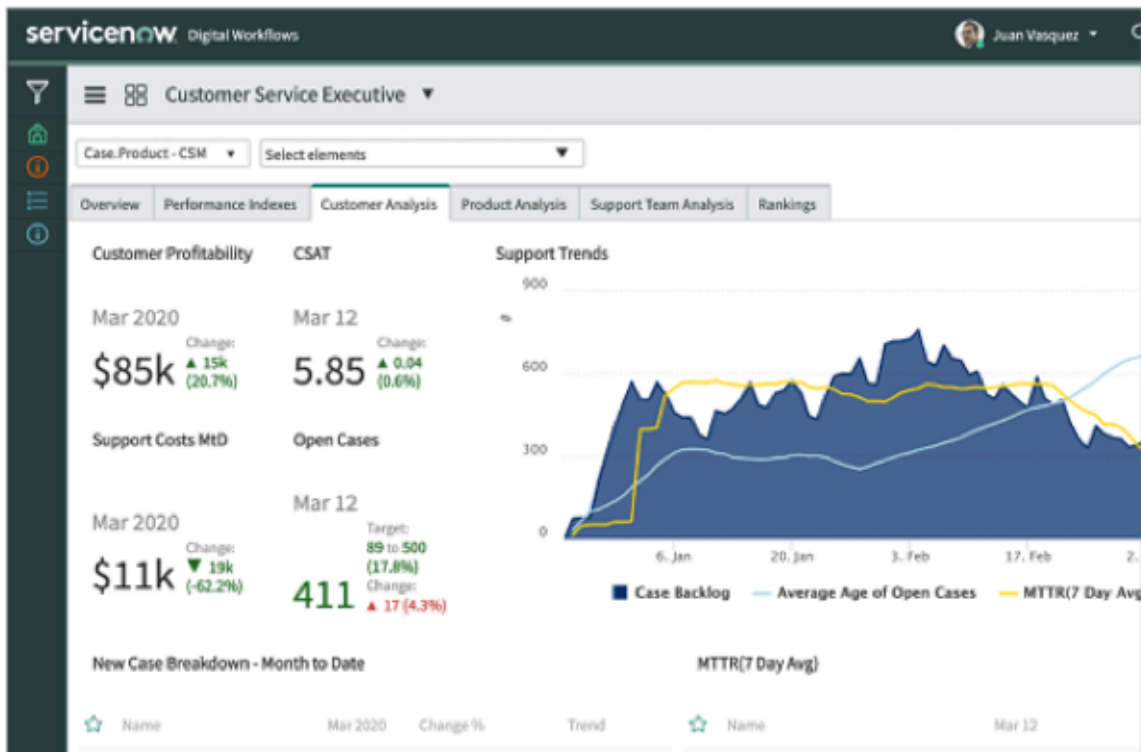 servicenow Digital Workflows
Juan Vasquez
Customer Service Executive
Case.Product - CSM
Select elements
Overview
Performance Indexes
Customer Analysis
Product Analysis
Support Team Analysis
Rankings
Customer Profitability
Mar 2020
$85k
Change:
▲ 15k
(20.7%)
CSAT
Mar 12
5.85
Change:
▲ 0.04
(0.6%)
Support Costs MtD
Mar 2020
$11k
Change:
▼ 19k
(-62.2%)
Open Cases
Mar 12
411
Target:
89 to 500
(17.8%)
Change:
▲ 17 (4.3%)
Support Trends
900
600
300
0
6. Jan
20. Jan
3. Feb
17. Feb
2.
Case Backlog
Average Age of Open Cases
MTTR(7 Day Avg
New Case Breakdown - Month to Date
Name
Mar 2020
Change %
Trend
MTTR(7 Day Avg)
Name
Mar 12